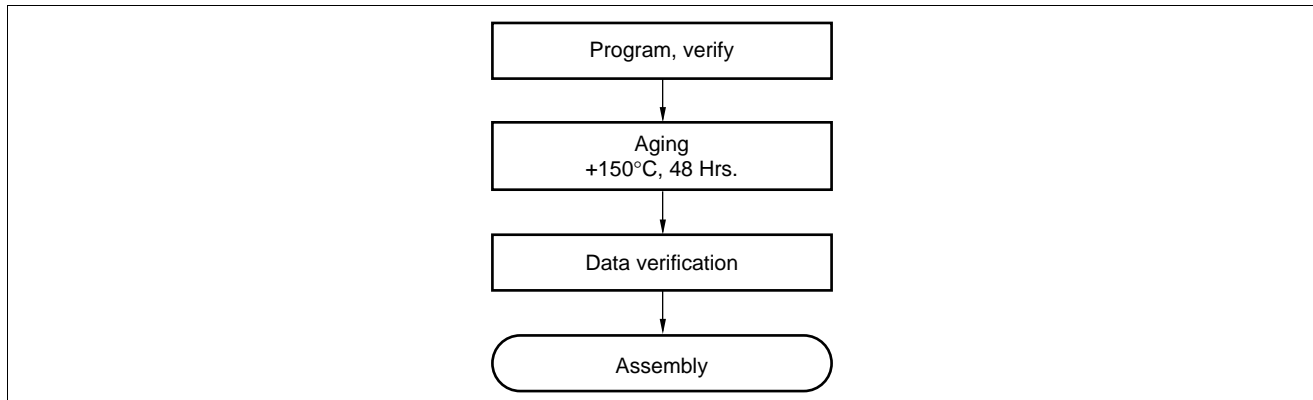 Program, verify
Aging
+150°C, 48 Hrs.
Data verification
Assembly